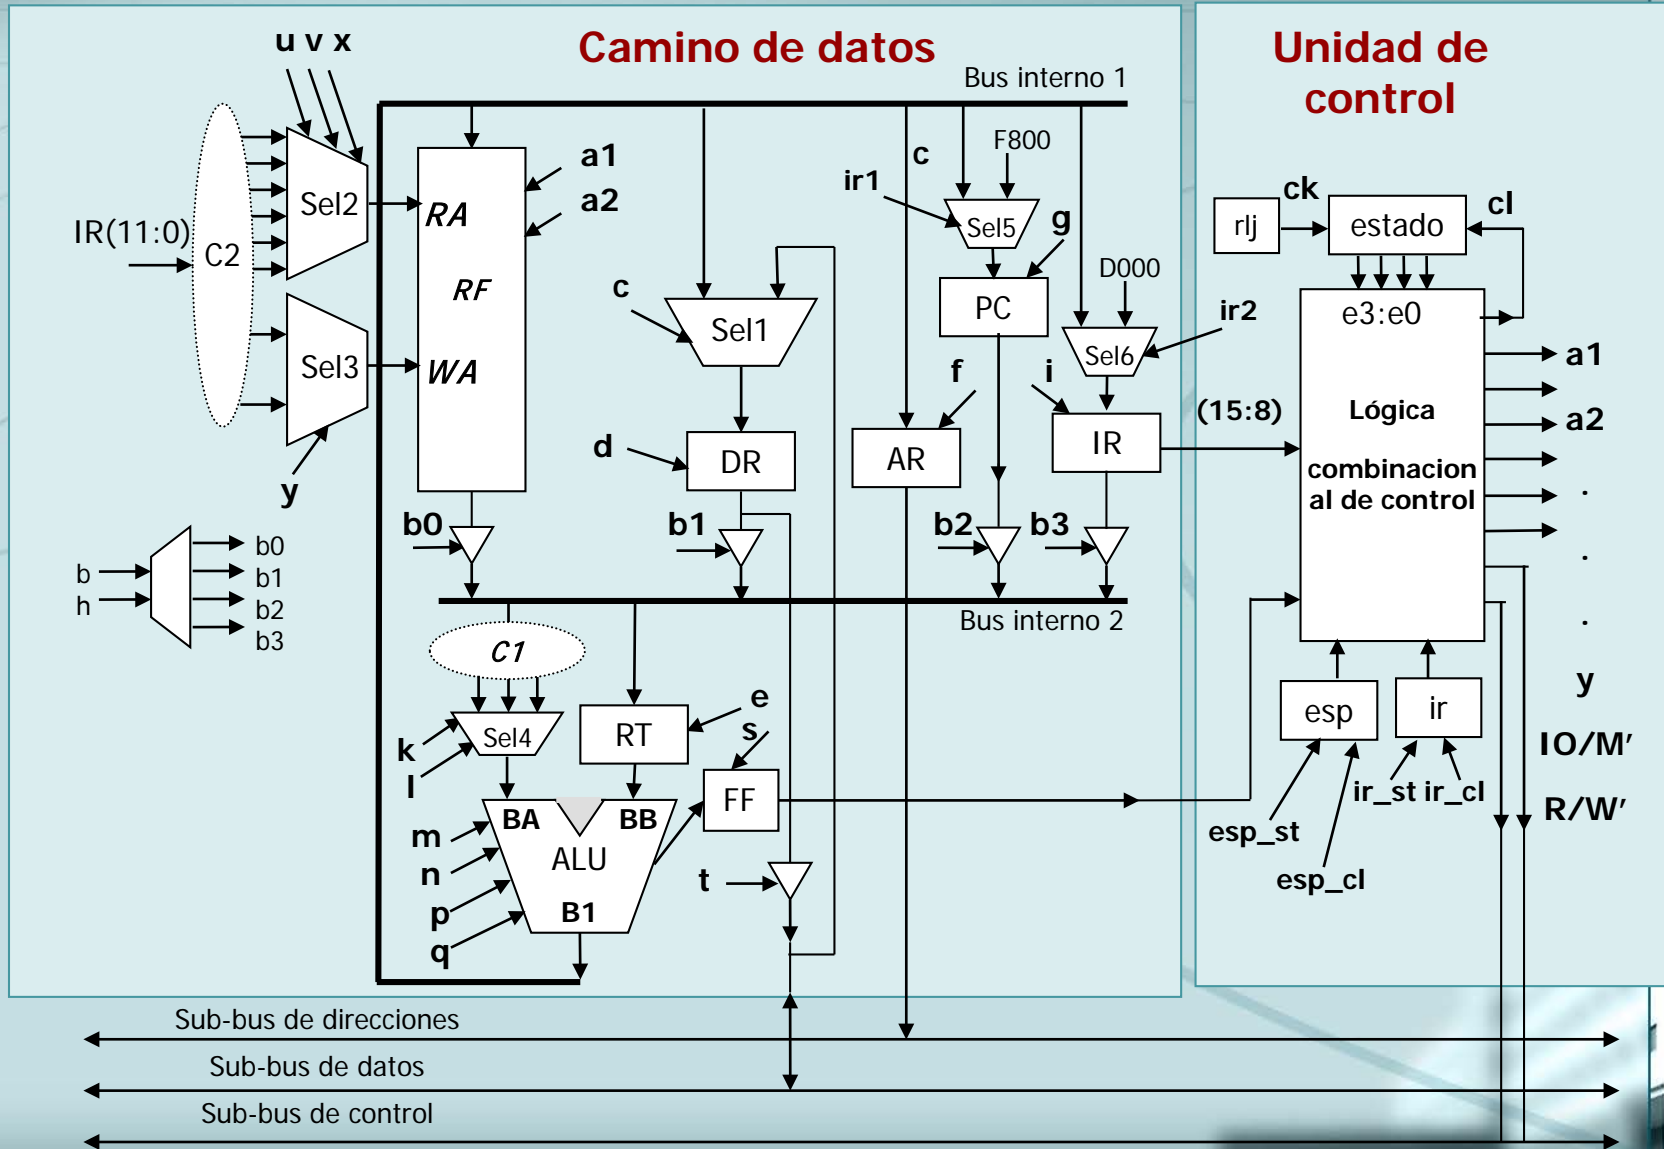 Camino de datos
Unidad de
control
u v x
Bus interno 1
F800
c
ir1
a1
a2
Sel2
RA
Sel5
g
ck
cl
rlj
estado
IR(11:0)
C2
RF
D000
c
PC
ir2
e3:e0
Sel1
Sel6
Sel3
WA
f
i
(15:8)
a1
Lógica
a2
d
DR
AR
IR
combinacion
al de control
.
y
b0
b1
b2
b3
b
h
b0
b1
b2
b3
.
Bus interno 2
.
C1
y
e
s
RT
esp
ir
k
l
Sel4
IO/M'
FF
ir_st ir_cl
R/W'
BA
BB
m
esp_st
ALU
n
t
esp_cl
p
B1
q
Sub-bus de direcciones
Sub-bus de datos
Sub-bus de control